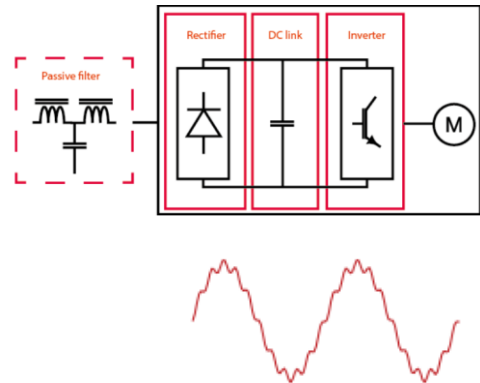 Rectifier
DC link
Inverter
Passive filter
M